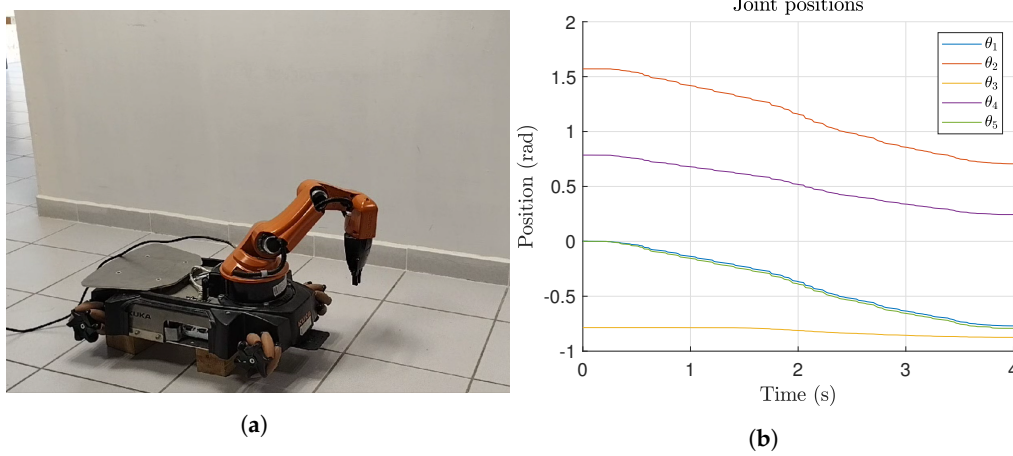 KUKA
(a)
Joint positions
2
1.5
1
0.5
0
-0.5
-1
Position (rad)
0 1 2 3 4
Time (s)
θ1
θ2
θ3
θ4
θ5
(b)